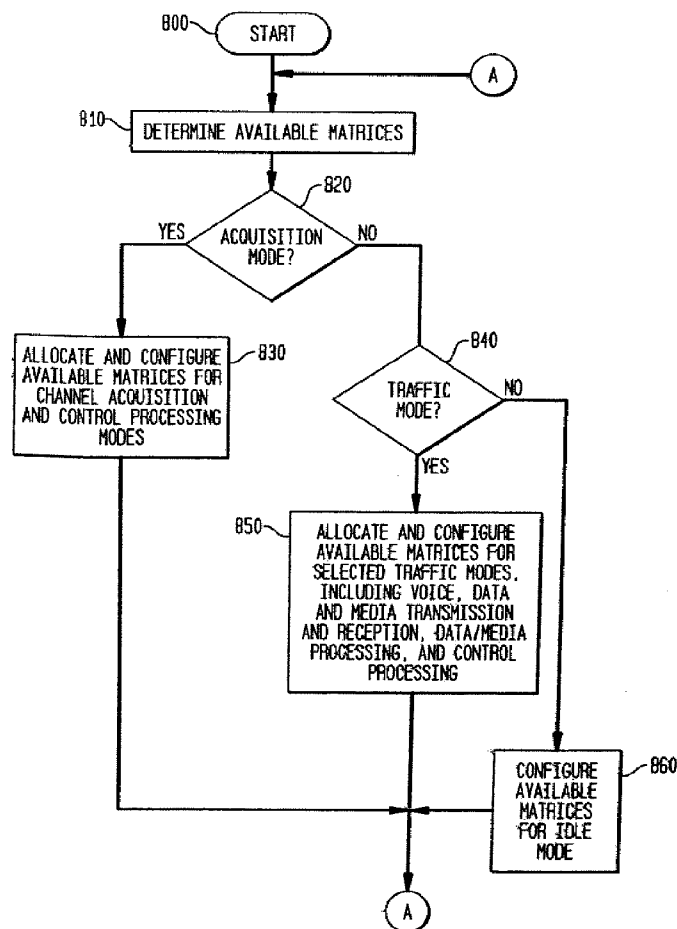 800
START
A
810
DETERMINE AVAILABLE MATRICES
820
YES
ACQUISITION
MODE?
NO
830
ALLOCATE AND CONFIGURE
AVAILABLE MATRICES FOR
CHANNEL ACQUISITION
AND CONTROL PROCESSING
MODES
840
TRAFFIC
MODE?
NO
YES
850
ALLOCATE AND CONFIGURE
AVAILABLE MATRICES FOR
SELECTED TRAFFIC MODES,
INCLUDING VOICE, DATA
AND MEDIA TRANSMISSION
AND RECEPTION, DATA/MEDIA
PROCESSING, AND CONTROL
PROCESSING
860
CONFIGURE
AVAILABLE
MATRICES
FOR IDLE
MODE
A